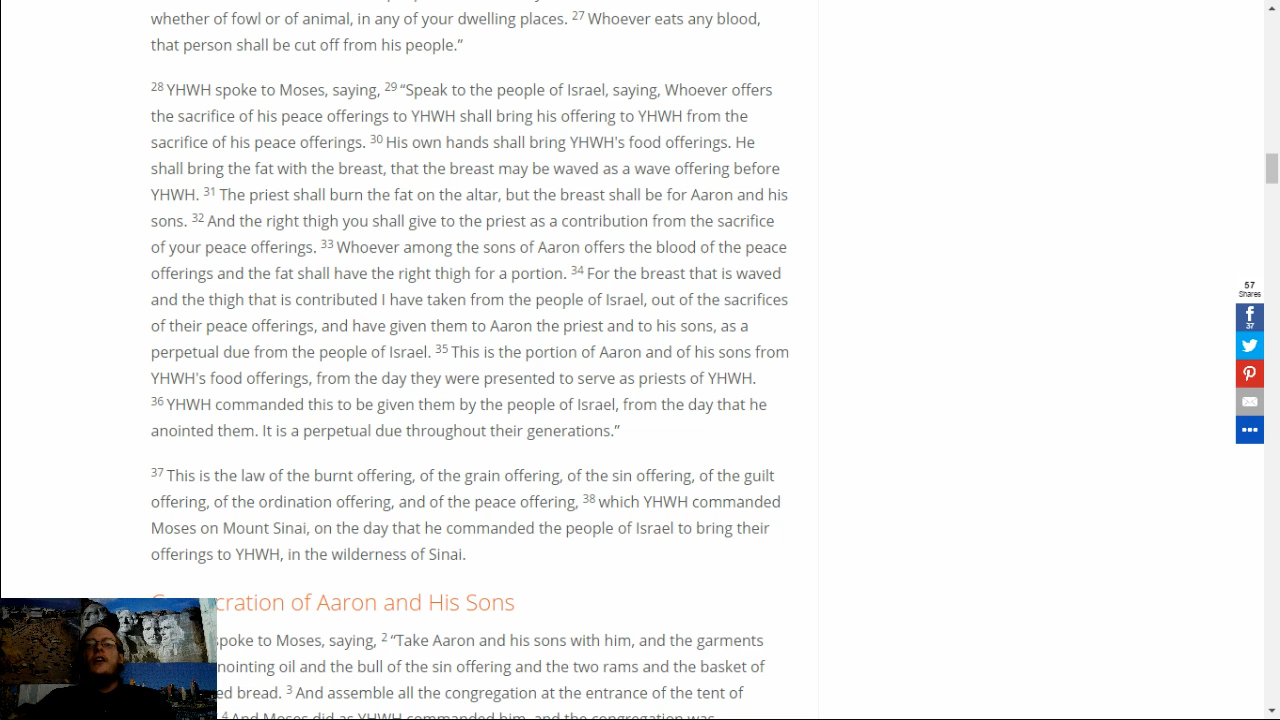 whether of fowl or of animal, in any of your dwelling places. 27 Whoever eats any blood,
that person shall be cut off from his people.”
28 YHWH spoke to Moses, saying, 29 “Speak to the people of Israel, saying, Whoever offers
the sacrifice of his peace offerings to YHWH shall bring his offering to YHWH from the
sacrifice of his peace offerings. 30 His own hands shall bring YHWH's food offerings. He
shall bring the fat with the breast, that the breast may be waved as a wave offering before
YHWH. 31 The priest shall burn the fat on the altar, but the breast shall be for Aaron and his
sons. 32 And the right thigh you shall give to the priest as a contribution from the sacrifice
of your peace offerings. 33 Whoever among the sons of Aaron offers the blood of the peace
offerings and the fat shall have the right thigh for a portion. 34 For the breast that is waved
and the thigh that is contributed I have taken from the people of Israel, out of the sacrifices
of their peace offerings, and have given them to Aaron the priest and to his sons, as a
perpetual due from the people of Israel. 35 This is the portion of Aaron and of his sons from
YHWH's food offerings, from the day they were presented to serve as priests of YHWH.
36 YHWH commanded this to be given them by the people of Israel, from the day that he
anointed them. It is a perpetual due throughout their generations.”
37 This is the law of the burnt offering, of the grain offering, of the sin offering, of the guilt
offering, of the ordination offering, and of the peace offering, 38 which YHWH commanded
Moses on Mount Sinai, on the day that he commanded the people of Israel to bring their
offerings to YHWH, in the wilderness of Sinai.
cration of Aaron and His Sons
spoke to Moses, saying, 2 “Take Aaron and his sons with him, and the garments
nointing oil and the bull of the sin offering and the two rams and the basket of
ed bread. 3 And assemble all the congregation at the entrance of the tent of
4 And Moses did as YHWH commanded him, and the congregation was
57
Shares
37